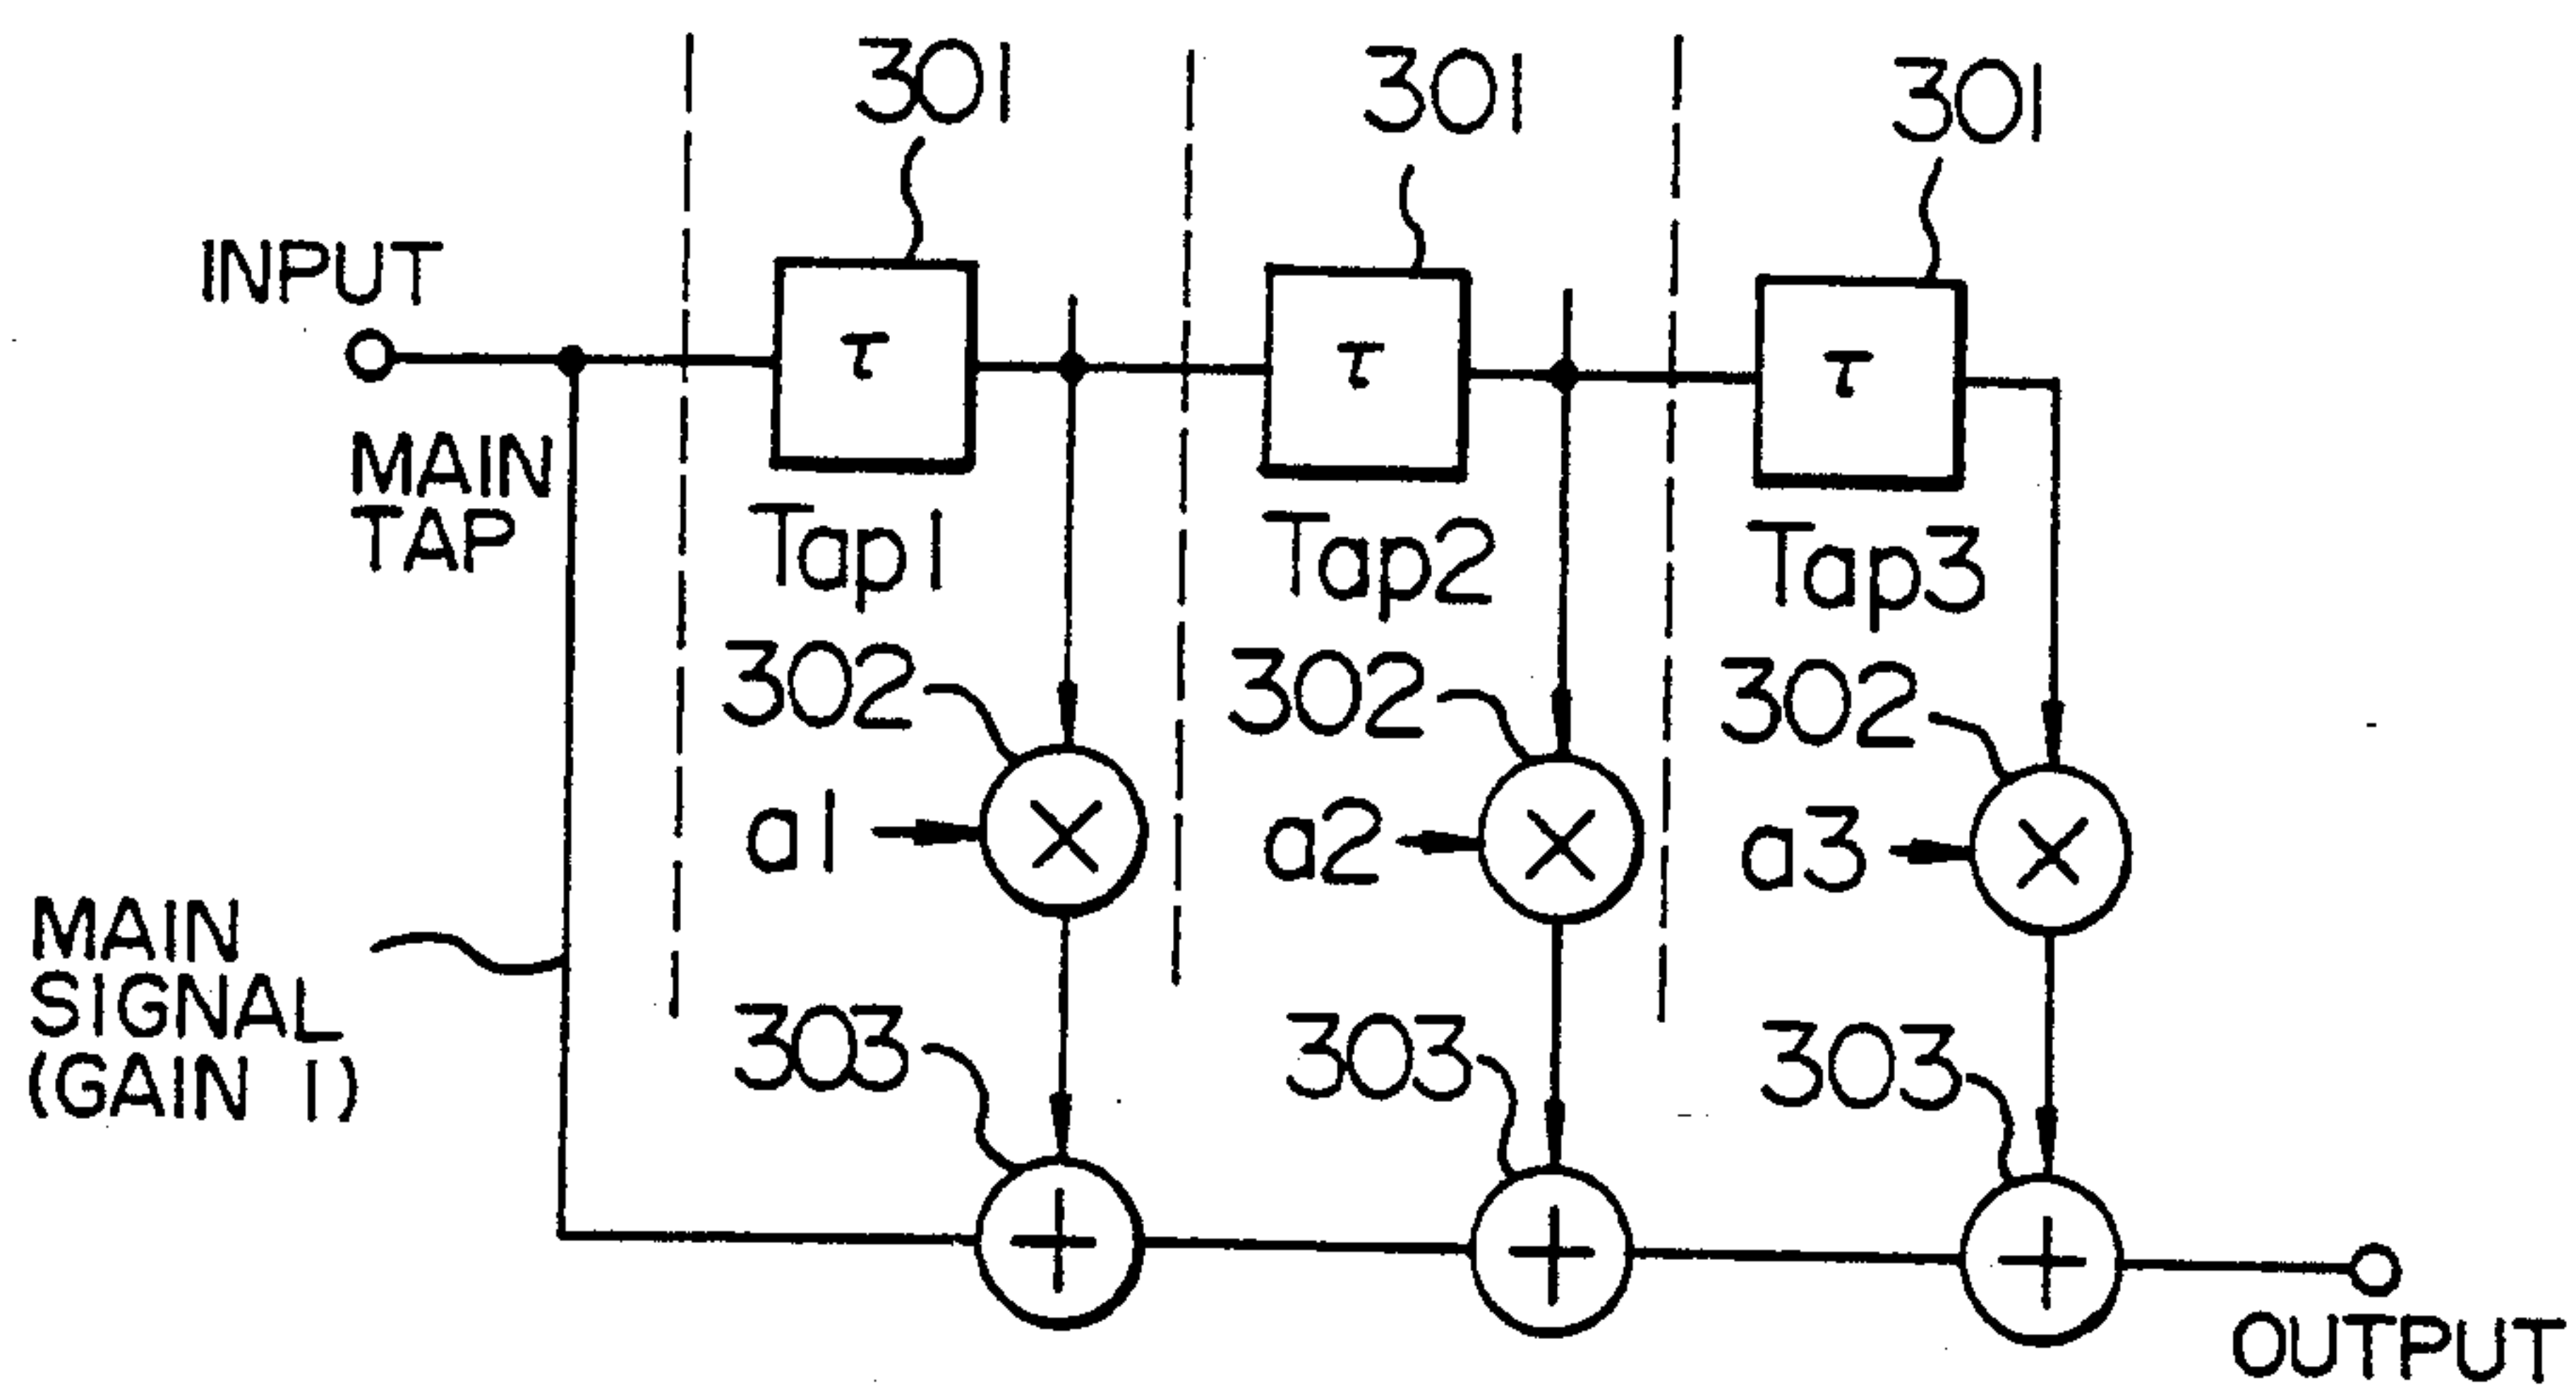 301 301 301
INPUT
τ τ τ
MAIN
TAP
Tap1 Tap2 Tap3
302 302 302
a1 a2 a3
MAIN
SIGNAL
(GAIN 1)
303 303 303
OUTPUT